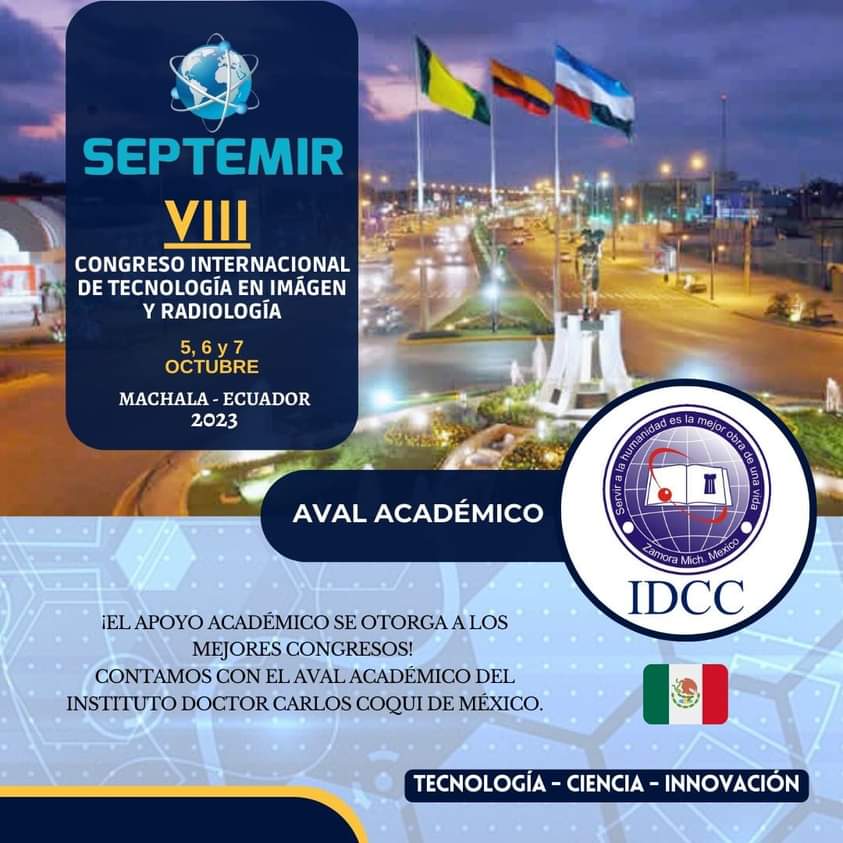 SEPTEMIR
VIII
CONGRESO INTERNACIONAL
DE TECNOLOGÍA EN IMÁGEN
Y RADIOLOGÍA
5, 6 y 7
OCTUBRE
MACHALA - ECUADOR
2023
AVAL ACADÉMICO
Servir a la humanidad es la mejor obra de una vida
Zamora Mich. Mexico
IDCC
¡EL APOYO ACADÉMICO SE OTORGA A LOS
MEJORES CONGRESOS!
CONTAMOS CON EL AVAL ACADÉMICO DEL
INSTITUTO DOCTOR CARLOS COQUI DE MÉXICO.
TECNOLOGÍA - CIENCIA - INNOVACIÓN